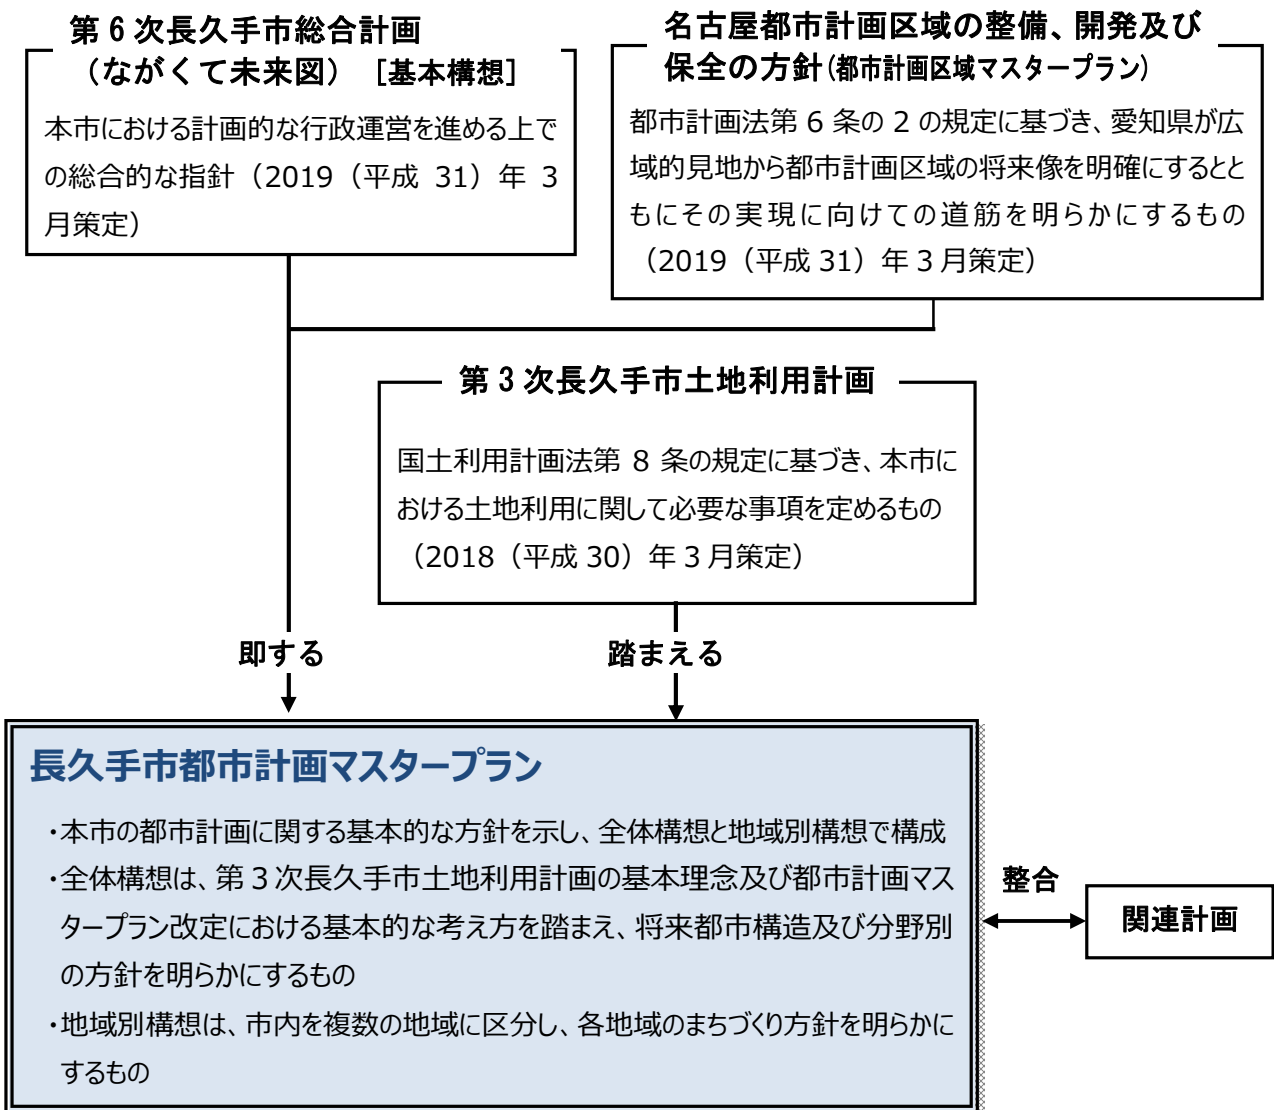 第6次長久手市総合計画
（ながくて未来図）［基本構想］
本市における計画的な行政運営を進める上で
の総合的な指針（2019（平成 31）年 3
月策定）
名古屋都市計画区域の整備、開発及び
保全の方針(都市計画区域マスタープラン)
都市計画法第 6 条の 2 の規定に基づき、愛知県が広
域的見地から都市計画区域の将来像を明確にするとと
もにその実現に向けての道筋を明らかにするもの
（2019（平成 31）年 3 月策定）
第3次長久手市土地利用計画
国土利用計画法第 8 条の規定に基づき、本市に
おける土地利用に関して必要な事項を定めるもの
（2018（平成 30）年 3 月策定）
即する
踏まえる
長久手市都市計画マスタープラン
・本市の都市計画に関する基本的な方針を示し、全体構想と地域別構想で構成
・全体構想は、第 3 次長久手市土地利用計画の基本理念及び都市計画マス
タープラン改定における基本的な考え方を踏まえ、将来都市構造及び分野別
の方針を明らかにするもの
・地域別構想は、市内を複数の地域に区分し、各地域のまちづくり方針を明らかに
するもの
整合
関連計画